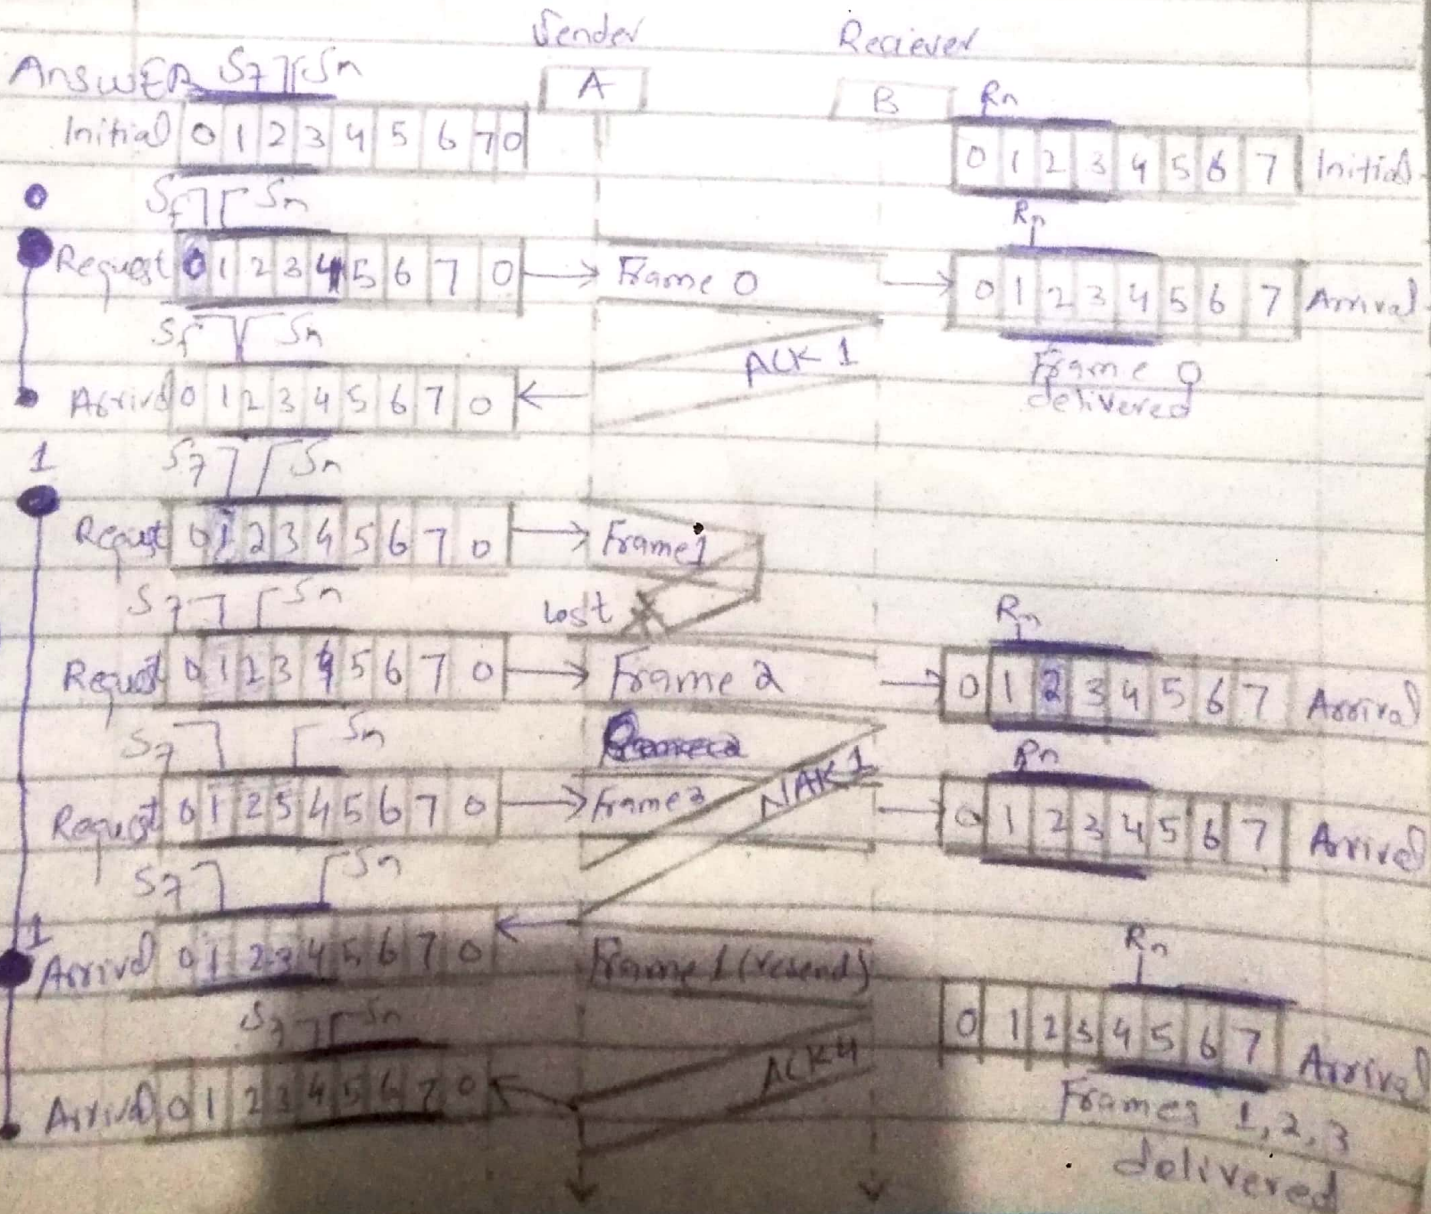 Sender Reciever
ANSWER Sf Sn A B Rn
Initial 0 1 2 3 4 5 6 7 0 0 1 2 3 4 5 6 7 Initial
0 Sf Sn Rn
Request 0 1 2 3 4 5 6 7 0 Frame 0 0 1 2 3 4 5 6 7 Arrival
Sf Sn ACK 1 Frame 0
Arrival 0 1 2 3 4 5 6 7 0 delivered
1 Sf Sn
Request 0 1 2 3 4 5 6 7 0 Frame 1
Sf Sn Lost Rn
Request 0 1 2 3 4 5 6 7 0 Frame 2 0 1 2 3 4 5 6 7 Arrival
Sf Sn NAK 1 Rn
Request 0 1 2 3 4 5 6 7 0 Frame 3 0 1 2 3 4 5 6 7 Arrival
Sf Sn
1 Arrival 0 1 2 3 4 5 6 7 0 Frame 1 (resend) Rn
Sf Sn 0 1 2 3 4 5 6 7 Arrival
Arrival 0 1 2 3 4 5 6 7 0 ACK 4 Frames 1, 2, 3
delivered